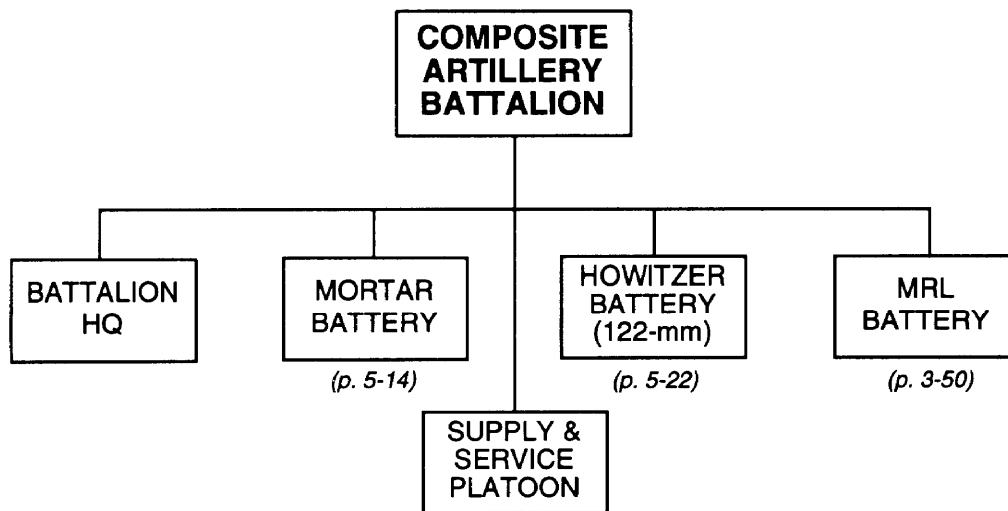 COMPOSITE
ARTILLERY
BATTALION
BATTALION
HQ
MORTAR
BATTERY
(p. 5-14)
HOWITZER
BATTERY
(122-mm)
(p. 5-22)
MRL
BATTERY
(p. 3-50)
SUPPLY &
SERVICE
PLATOON